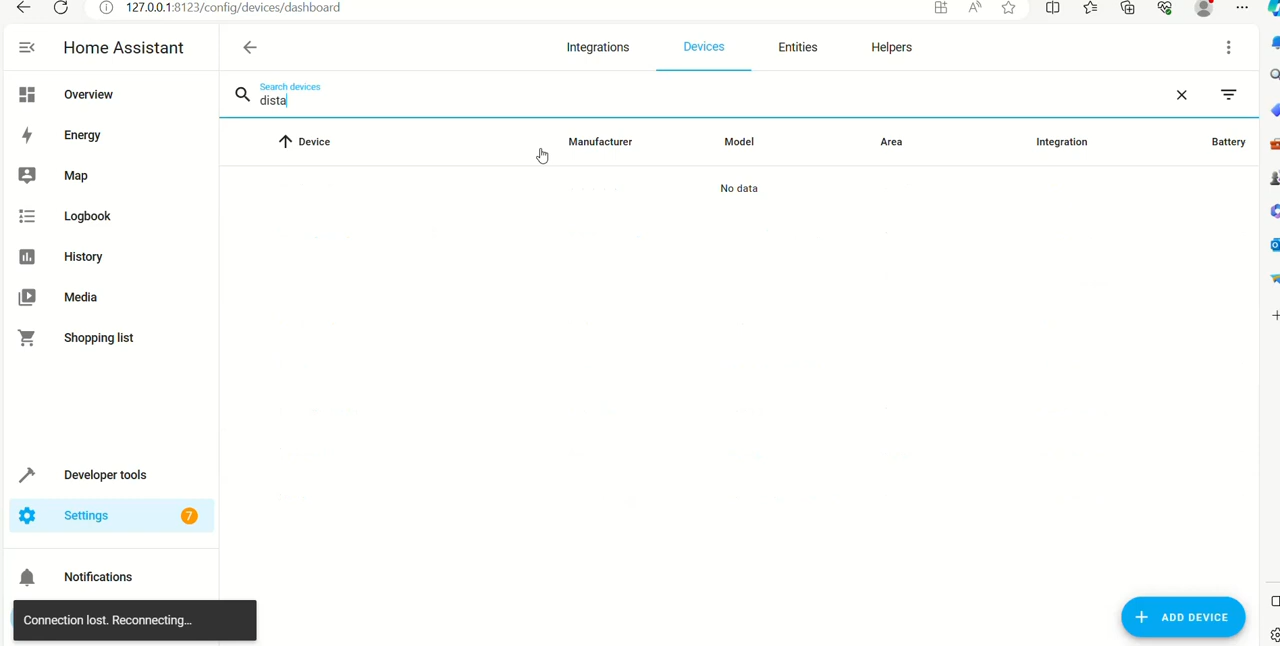 127.0.0.1:8123/config/devices/dashboard
Home Assistant
Integrations
Devices
Entities
Helpers
Overview
Energy
Map
Logbook
History
Media
Shopping list
Developer tools
Settings
7
Notifications
Connection lost. Reconnecting...
Search devices
dista
Device
Manufacturer
Model
Area
Integration
Battery
No data
ADD DEVICE